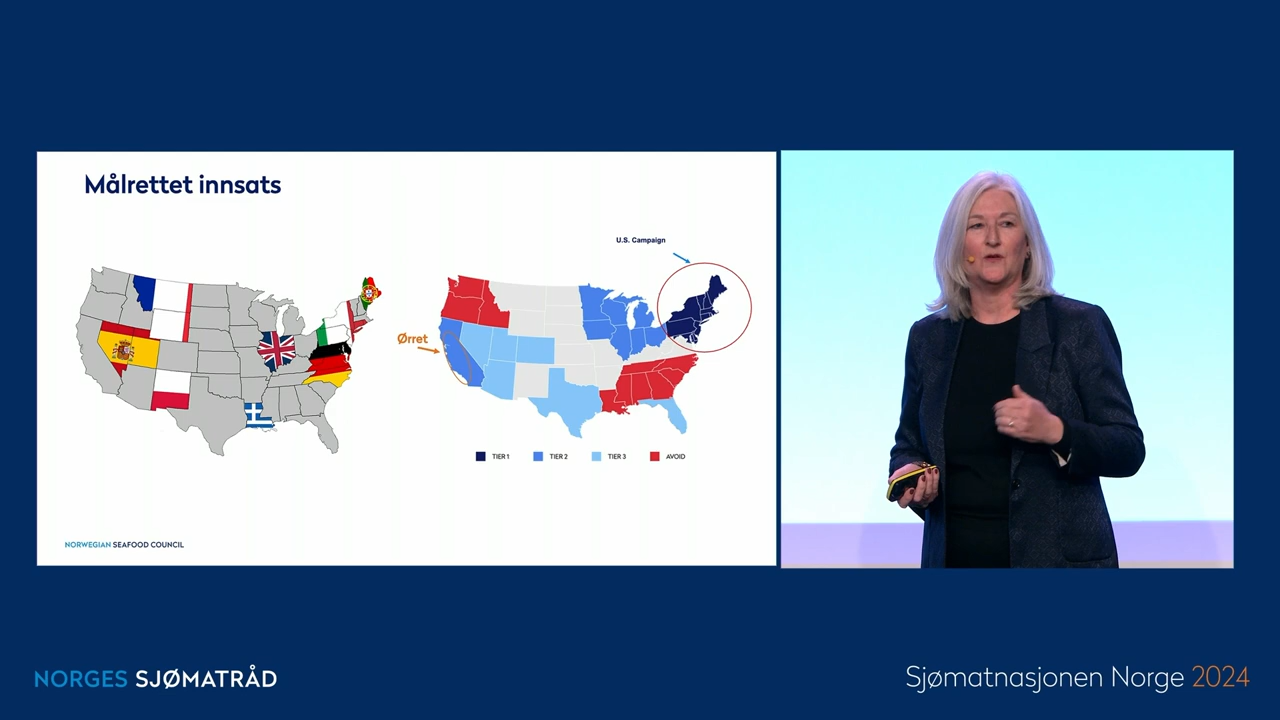 Målrettet innsats
U.S. Campaign
Ørret
TIER 1
TIER 2
TIER 3
AVOID
NORWEGIAN SEAFOOD COUNCIL
NORGES SJØMATRÅD
Sjømatnasjonen Norge 2024